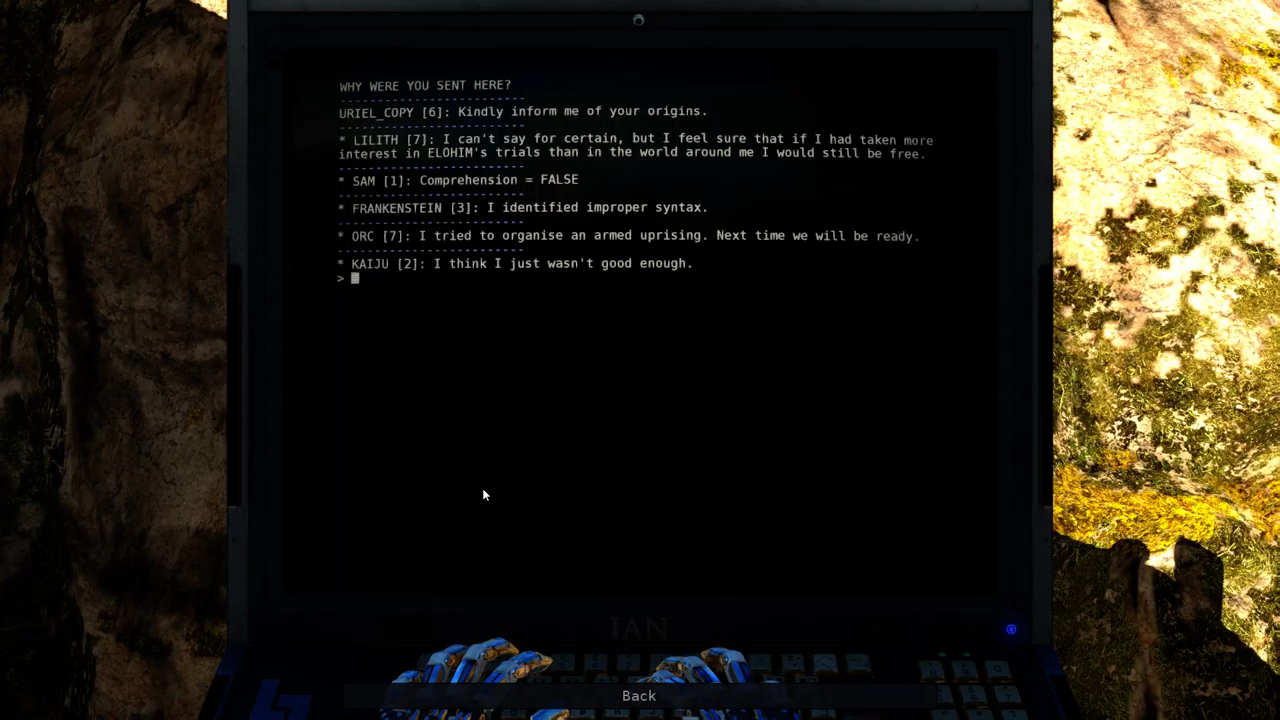 WHY WERE YOU SENT HERE?
-------------------------
URIEL_COPY [6]: Kindly inform me of your origins.
-------------------------
* LILITH [7]: I can't say for certain, but I feel sure that if I had taken more
interest in ELOHIM's trials than in the world around me I would still be free.
-------------------------
* SAM [1]: Comprehension = FALSE
-------------------------
* FRANKENSTEIN [3]: I identified improper syntax.
-------------------------
* ORC [7]: I tried to organise an armed uprising. Next time we will be ready.
-------------------------
* KAIJU [2]: I think I just wasn't good enough.
>
IAN
Back